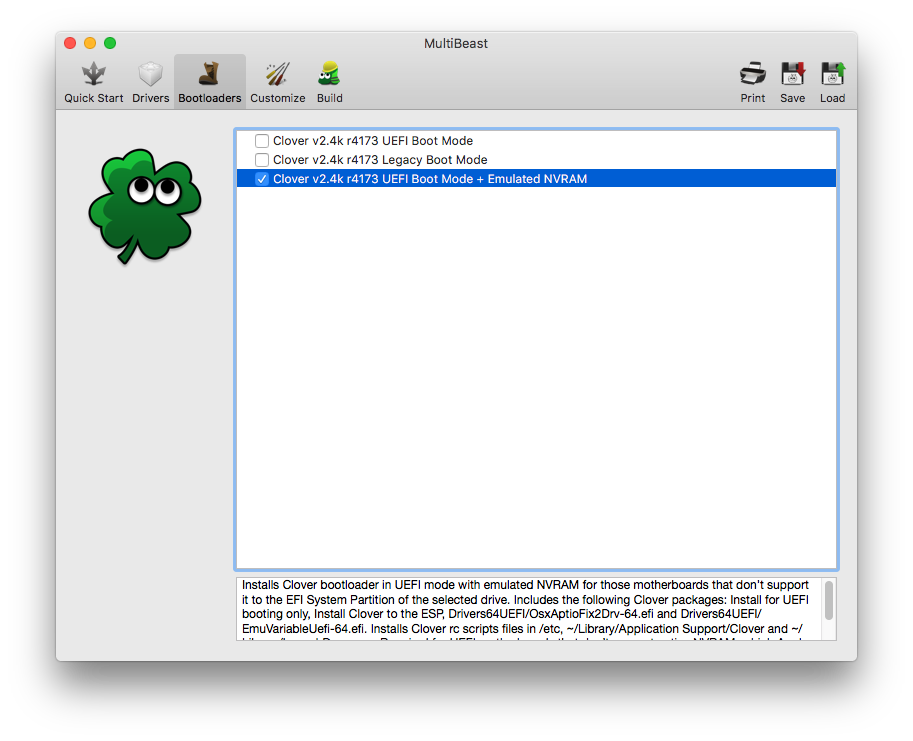 MultiBeast
Quick Start Drivers Bootloaders Customize Build Print Save Load
Clover v2.4k r4173 UEFI Boot Mode
Clover v2.4k r4173 Legacy Boot Mode
Clover v2.4k r4173 UEFI Boot Mode + Emulated NVRAM
Installs Clover bootloader in UEFI mode with emulated NVRAM for those motherboards that don't support
it to the EFI System Partition of the selected drive. Includes the following Clover packages: Install for UEFI
booting only, Install Clover to the ESP, Drivers64UEFI/OsxAptioFix2Drv-64.efi and Drivers64UEFI/
EmuVariableUefi-64.efi. Installs Clover rc scripts files in /etc, ~/Library/Application Support/Clover and ~/